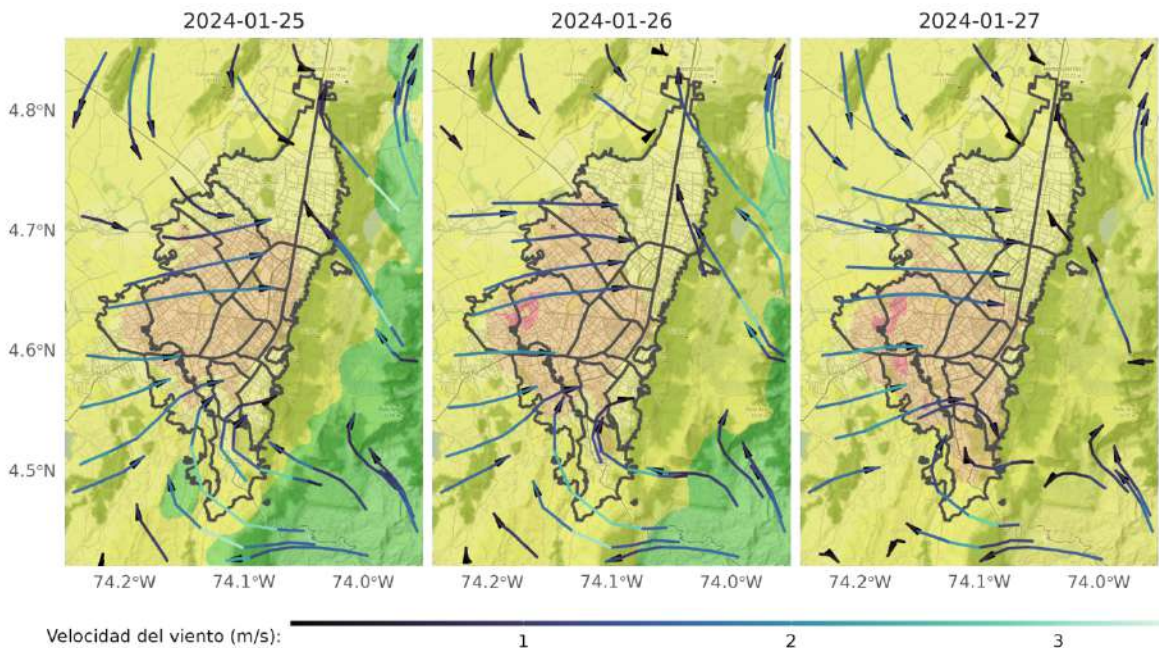 2024-01-25 2024-01-26 2024-01-27
4.8°N
4.7°N
4.6°N
4.5°N
74.2°W 74.1°W 74.0°W 74.2°W 74.1°W 74.0°W 74.2°W 74.1°W 74.0°W
Velocidad del viento (m/s): 1 2 3